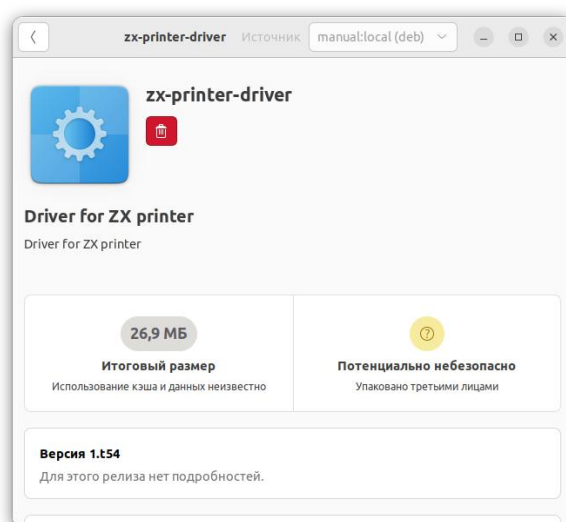 zx-printer-driver Источник manual:local (deb)
zx-printer-driver
Driver for ZX printer
Driver for ZX printer
26,9 МБ
Итоговый размер
Использование кэша и данных неизвестно
Потенциально небезопасно
Упаковано третьими лицами
Версия 1.t54
Для этого релиза нет подробностей.